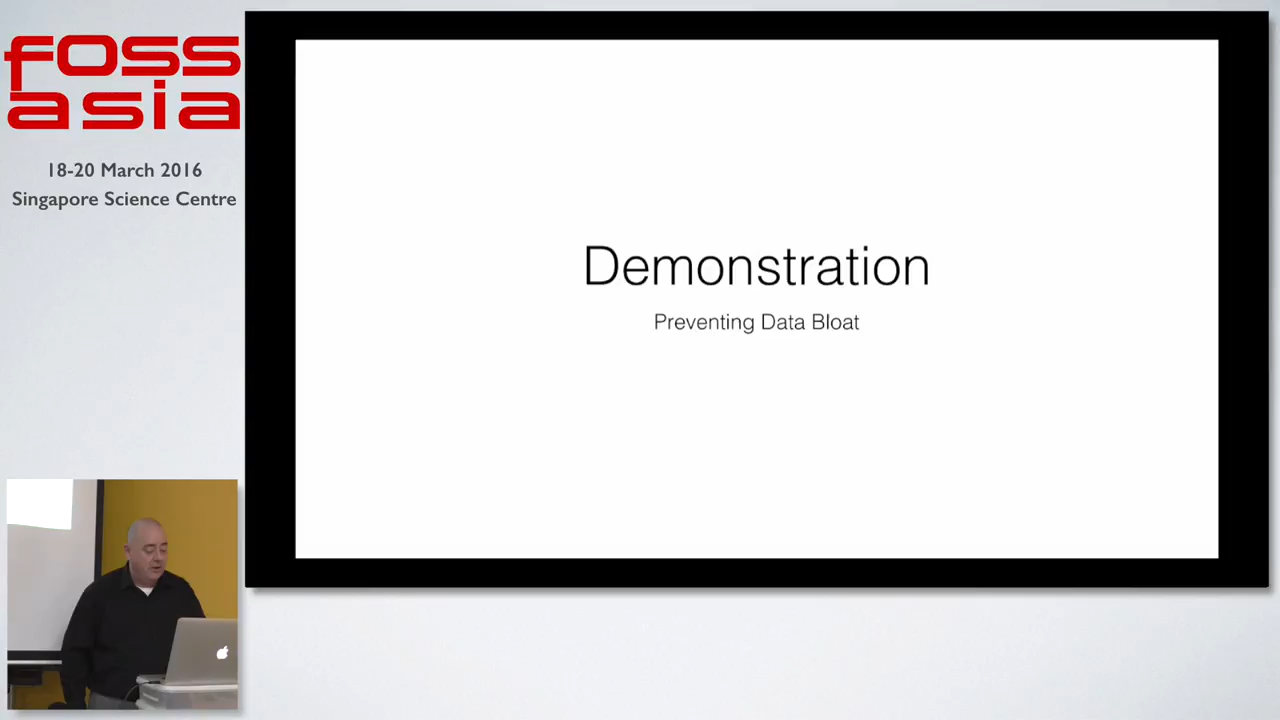 foss
asia
18-20 March 2016
Singapore Science Centre
Demonstration
Preventing Data Bloat